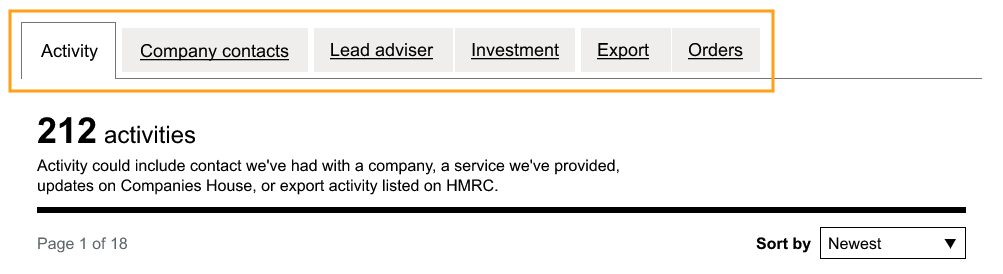 Activity Company contacts Lead adviser Investment Export Orders
212 activities
Activity could include contact we've had with a company, a service we've provided,
updates on Companies House, or export activity listed on HMRC.
Page 1 of 18 Sort by Newest